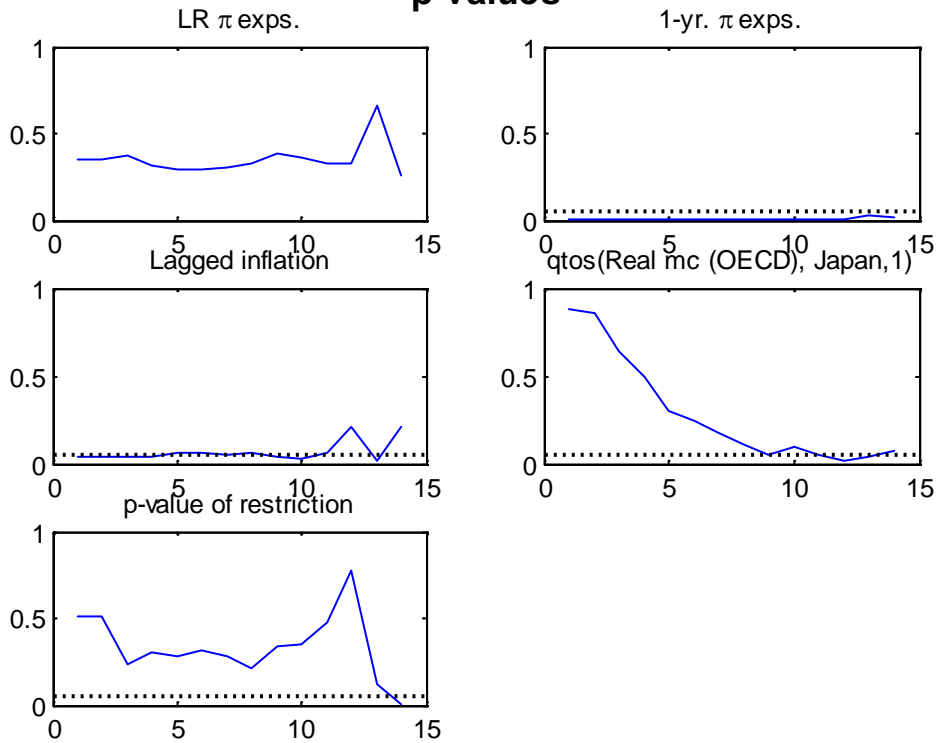 p-values
LR π exps.
1
0.5
0
0 5 10 15
1-yr. π exps.
1
0.5
0
0 5 10 15
Lagged inflation
1
0.5
0
0 5 10 15
qtos(Real mc (OECD), Japan,1)
1
0.5
0
0 5 10 15
p-value of restriction
1
0.5
0
0 5 10 15